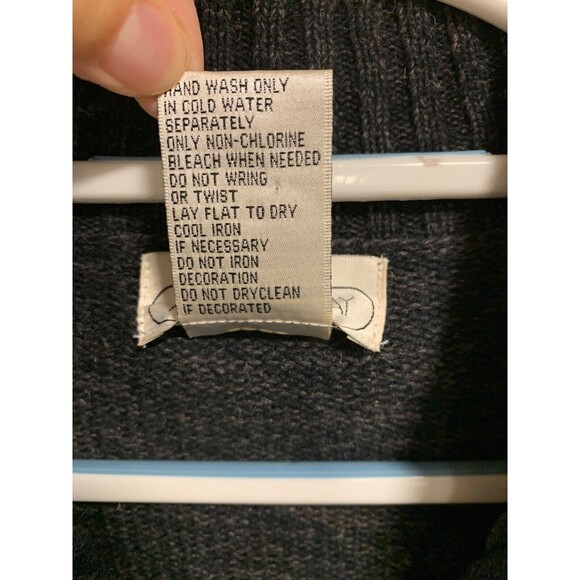 HAND WASH ONLY
IN COLD WATER
SEPARATELY
ONLY NON-CHLORINE
BLEACH WHEN NEEDED
DO NOT WRING
OR TWIST
LAY FLAT TO DRY
COOL IRON
IF NECESSARY
DO NOT IRON
DECORATION
DO NOT DRYCLEAN
IF DECORATED